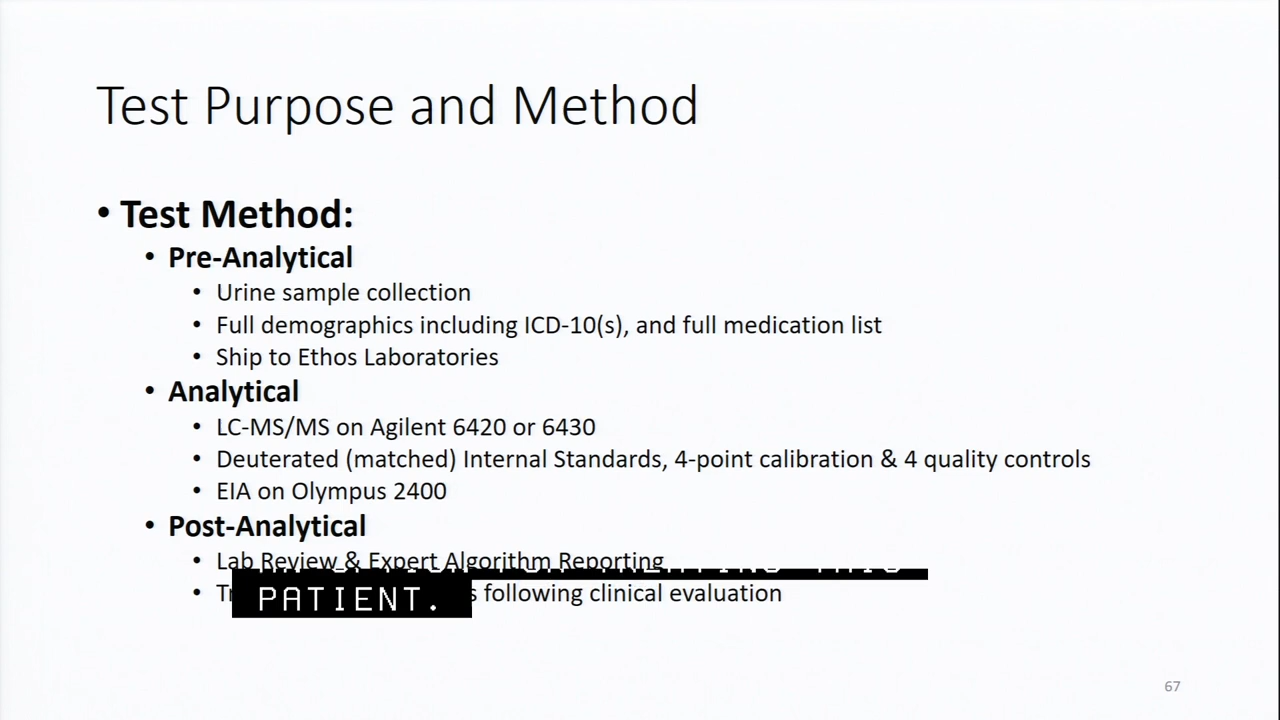 Test Purpose and Method
• Test Method:
• Pre-Analytical
• Urine sample collection
• Full demographics including ICD-10(s), and full medication list
• Ship to Ethos Laboratories
• Analytical
• LC-MS/MS on Agilent 6420 or 6430
• Deuterated (matched) Internal Standards, 4-point calibration & 4 quality controls
• EIA on Olympus 2400
• Post-Analytical
• Lab Review & Expert Algorithm Reporting
• following clinical evaluation
PATIENT.
67